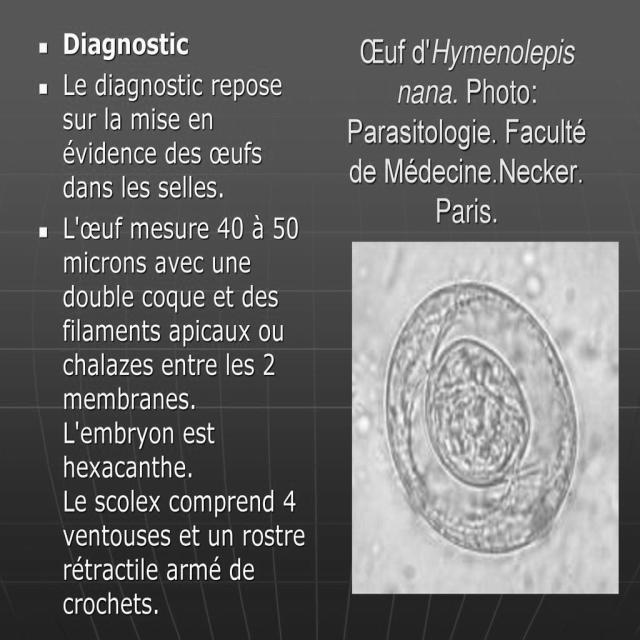 Diagnostic
Le diagnostic repose
sur la mise en
évidence des œufs
dans les selles.
L'œuf mesure 40 à 50
microns avec une
double coque et des
filaments apicaux ou
chalazes entre les 2
membranes.
L'embryon est
hexacanthe.
Le scolex comprend 4
ventouses et un rostre
rétractile armé de
crochets.
Œuf d'Hymenolepis
nana. Photo:
Parasitologie. Faculté
de Médecine.Necker.
Paris.